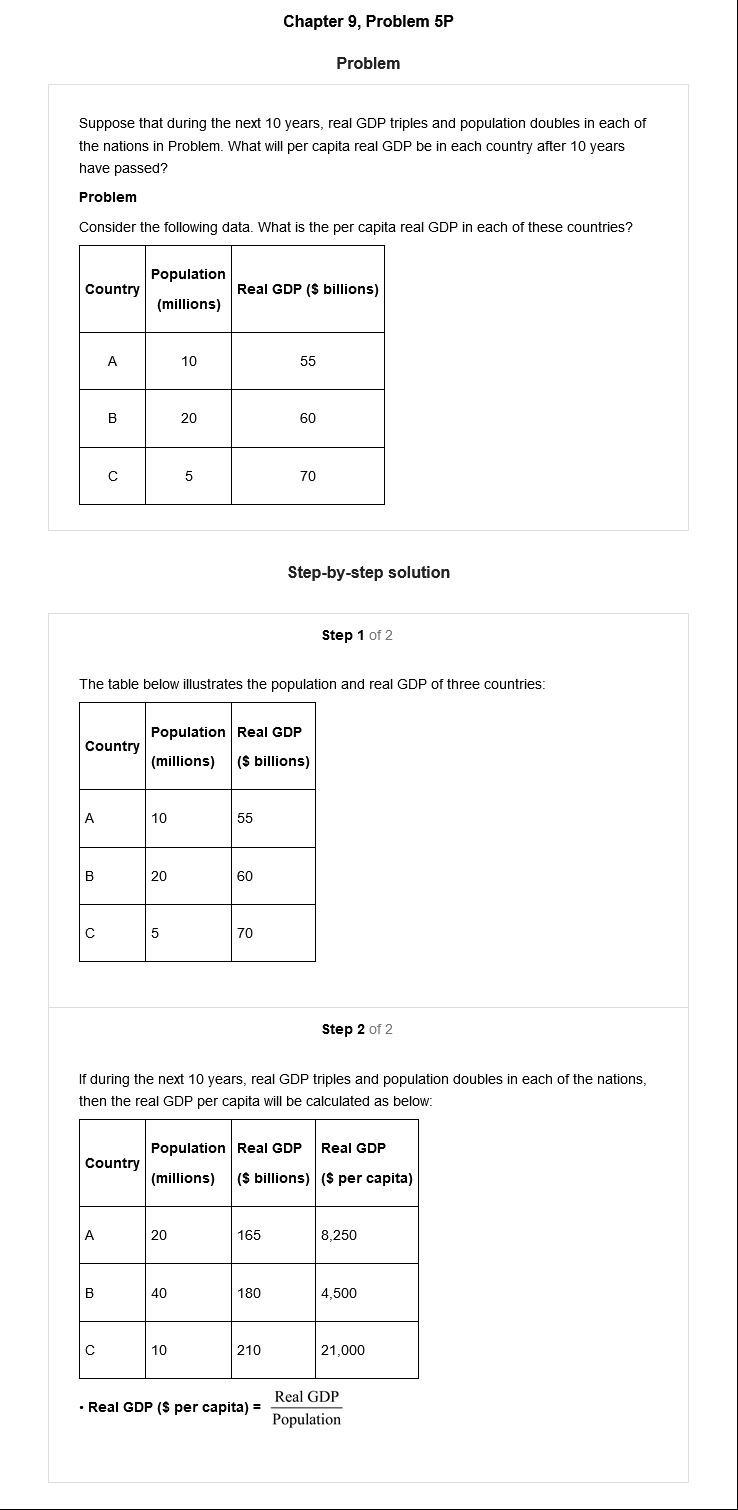 Chapter 9, Problem 5P
Problem
Suppose that during the next 10 years, real GDP triples and population doubles in each of
the nations in Problem. What will per capita real GDP be in each country after 10 years
have passed?
Problem
Consider the following data. What is the per capita real GDP in each of these countries?
Country Population (millions) Real GDP ($ billions)
A 10 55
B 20 60
C 5 70
Step-by-step solution
Step 1 of 2
The table below illustrates the population and real GDP of three countries:
Country Population (millions) Real GDP ($ billions)
A 10 55
B 20 60
C 5 70
Step 2 of 2
If during the next 10 years, real GDP triples and population doubles in each of the nations,
then the real GDP per capita will be calculated as below:
Country Population (millions) Real GDP ($ billions) Real GDP ($ per capita)
A 20 165 8,250
B 40 180 4,500
C 10 210 21,000
• Real GDP ($ per capita) = Real GDP
Population